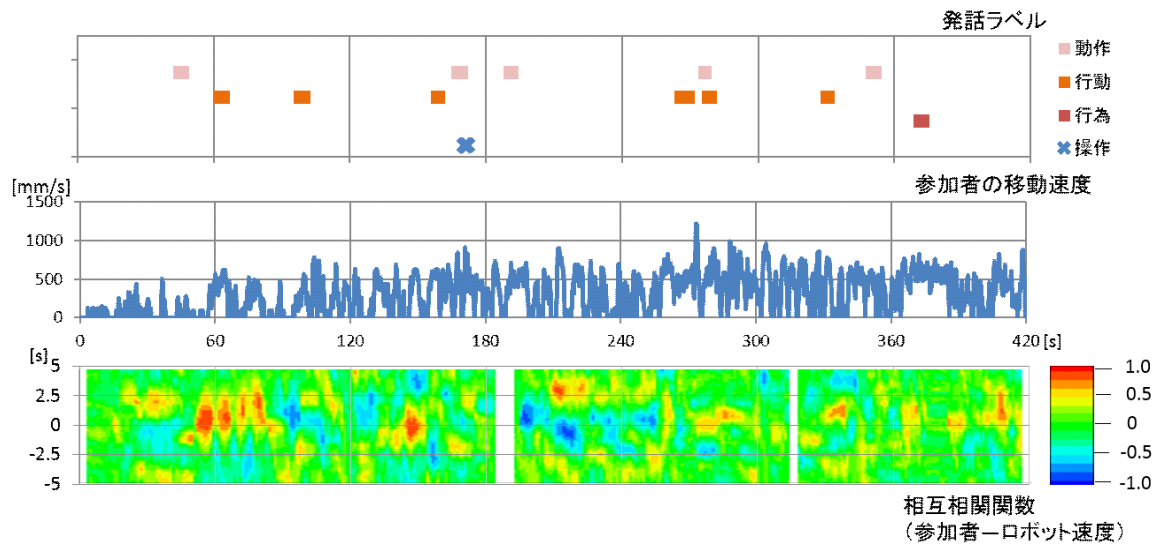 発話ラベル
動作
行動
行為
操作
[mm/s]
参加者の移動速度
1500
1000
500
0
0 60 120 180 240 300 360 420 [s]
[s]
5
2.5
0
-2.5
-5
1.0
0.5
0
-0.5
-1.0
相互相関関数
（参加者－ロボット速度）